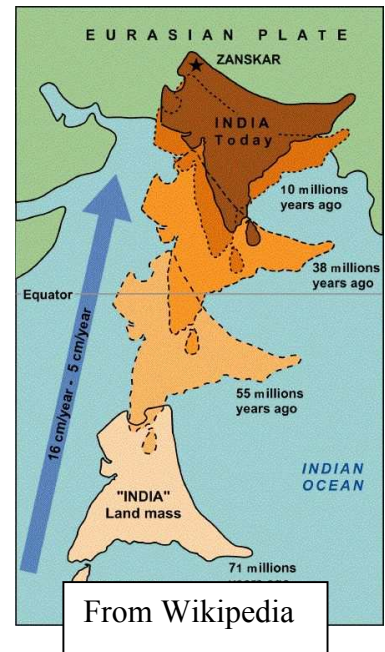 EURASIAN PLATE
ZANSKAR
INDIA
Today
10 millions
years ago
38 millions
years ago
Equator
16 cm/year - 5 cm/year
55 millions
years ago
INDIAN
OCEAN
"INDIA"
Land mass
71 millions
From Wikipedia